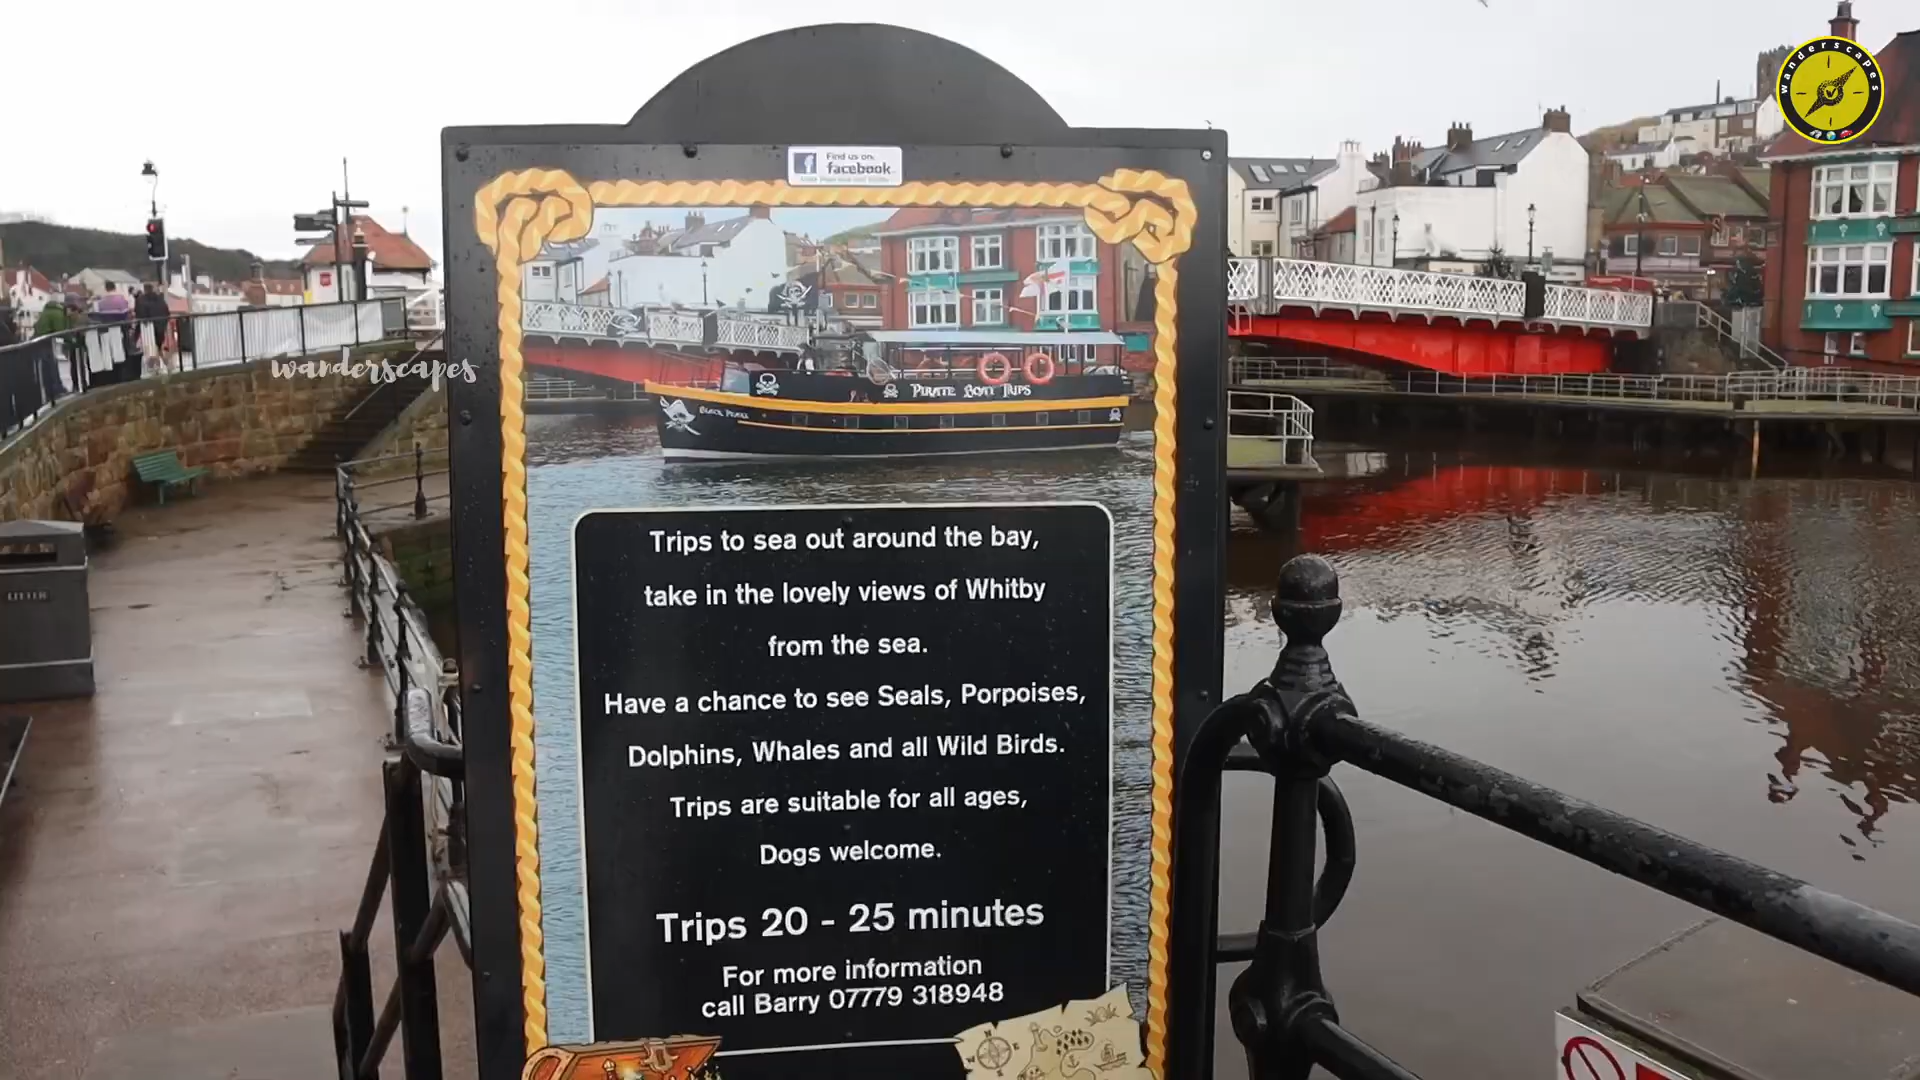 wanderscapes
Find us on:
facebook
PIRATE BOAT TRIPS
BLACK PEARL
wanderscapes
Trips to sea out around the bay,
take in the lovely views of Whitby
from the sea.
Have a chance to see Seals, Porpoises,
Dolphins, Whales and all Wild Birds.
Trips are suitable for all ages,
Dogs welcome.
LITTER
Trips 20 - 25 minutes
For more information
call Barry 07779 318948
N
W
E
S